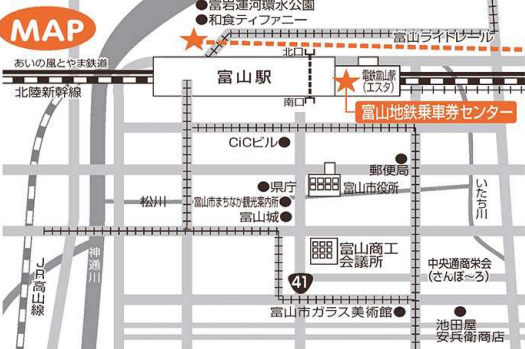 MAP
富岩運河環水公園
和食ティファニー
富山ライトレール
北口
あいの風とやま鉄道
富山駅
電鉄富山駅
(エスタ)
北陸新幹線
南口
富山地鉄乗車券センター
CiCビル
郵便局
県庁
富山市役所
松川
富山市まちなか観光案内所
いたち川
富山城
富山商工
会議所
中央通商栄会
(さんぽ～ろ)
神通川
JR高山線
41
富山市ガラス美術館
池田屋
安兵衛商店